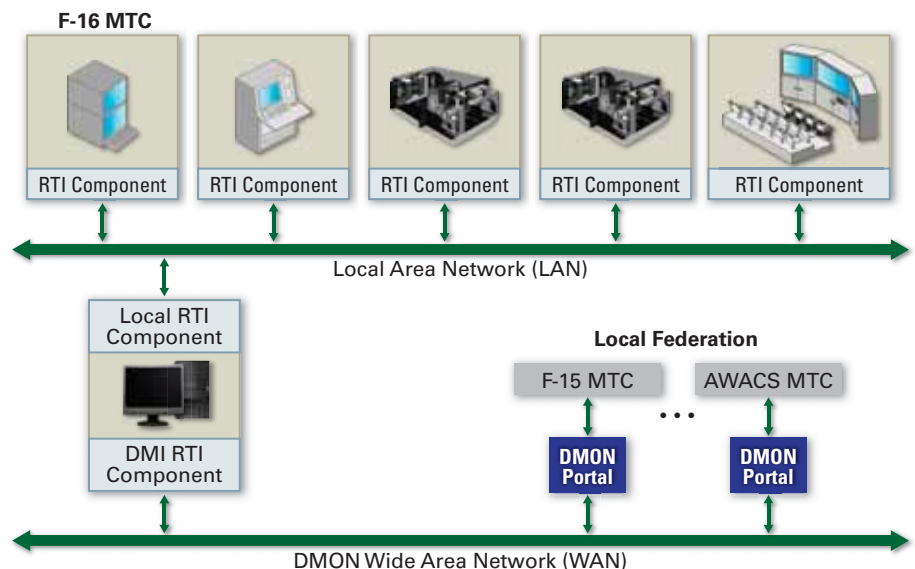 F-16 MTC
RTI Component
RTI Component
RTI Component
RTI Component
RTI Component
Local Area Network (LAN)
Local RTI
Component
DMI RTI
Component
Local Federation
F-15 MTC
AWACS MTC
...
DMON
Portal
DMON
Portal
DMON Wide Area Network (WAN)